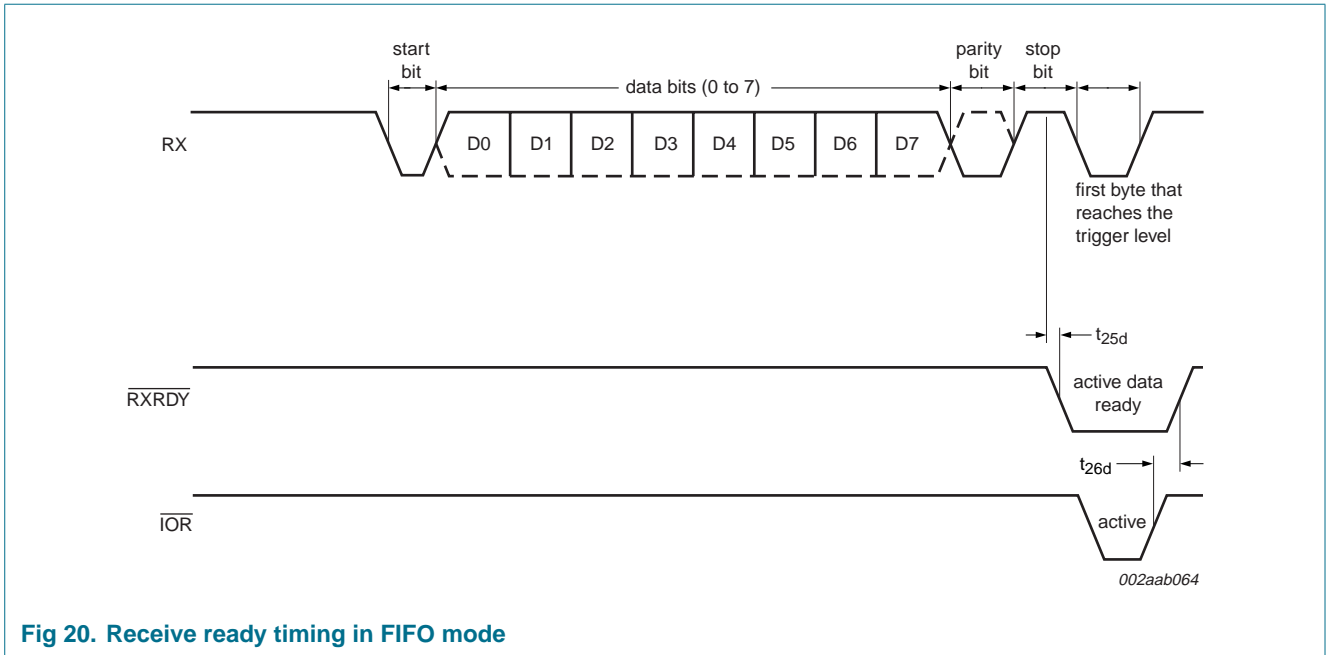 start
bit
data bits (0 to 7)
parity
bit
stop
bit
RX
D0 D1 D2 D3 D4 D5 D6 D7
first byte that
reaches the
trigger level
t25d
RXRDY
active data
ready
t26d
IOR
active
002aab064
Fig 20. Receive ready timing in FIFO mode